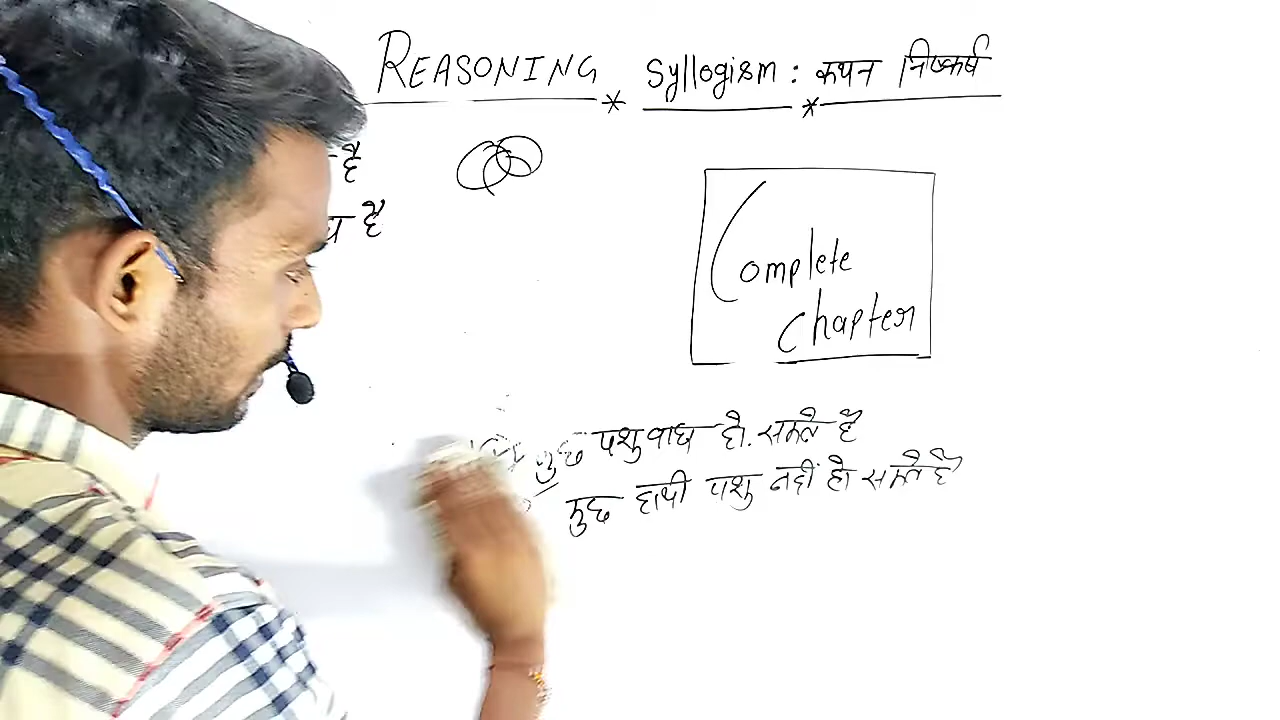 REASONING * Syllogism : * कथन निष्कर्ष
है
है
Complete
Chapter
कुछ पशु बाघ हो सकते है
कुछ हाथी पशु नहीं हो सकते है